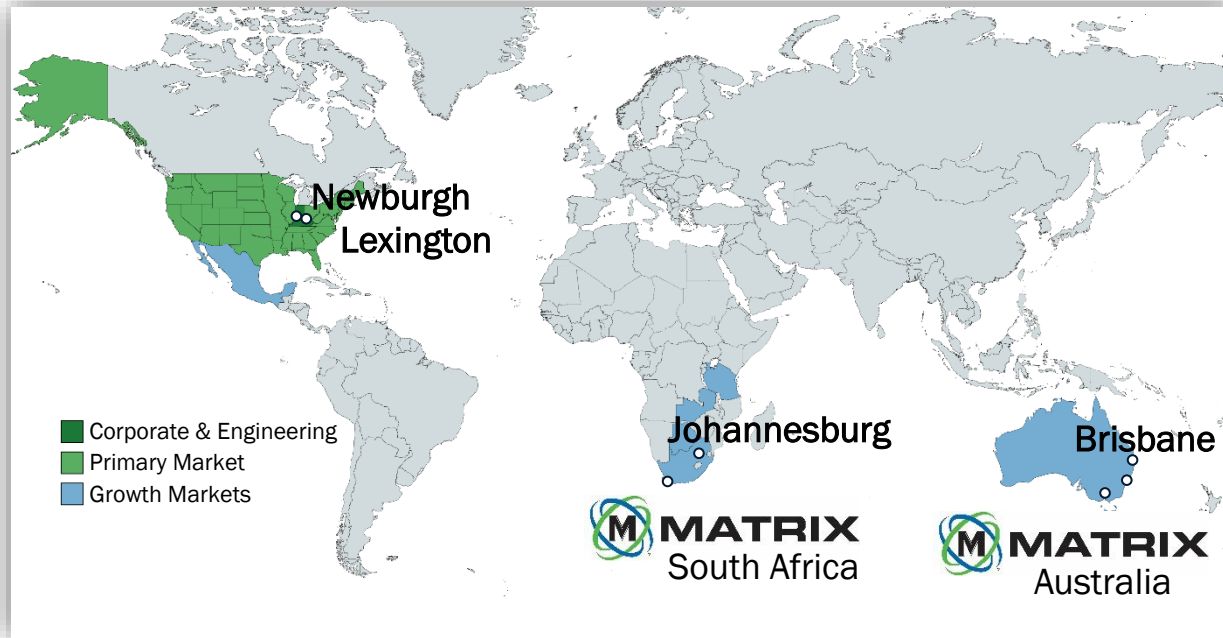 Newburgh
Lexington
Corporate & Engineering
Primary Market
Growth Markets
Johannesburg
Brisbane
M MATRIX
South Africa
M MATRIX
Australia